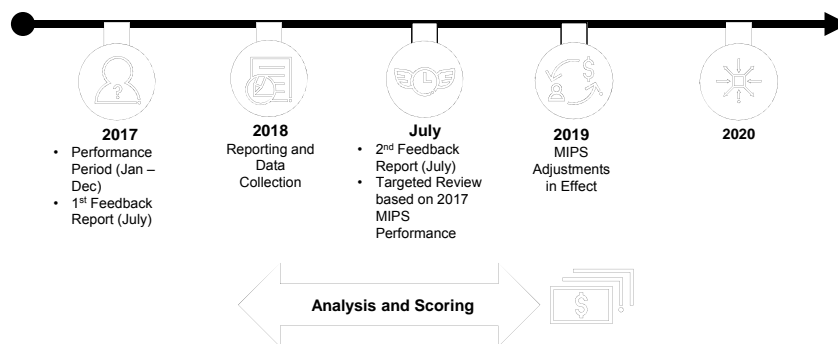 2017
• Performance
Period (Jan –
Dec)
• 1st Feedback
Report (July)
2018
Reporting and
Data
Collection
July
• 2nd Feedback
Report (July)
• Targeted Review
based on 2017
MIPS
Performance
2019
MIPS
Adjustments
in Effect
2020
Analysis and Scoring